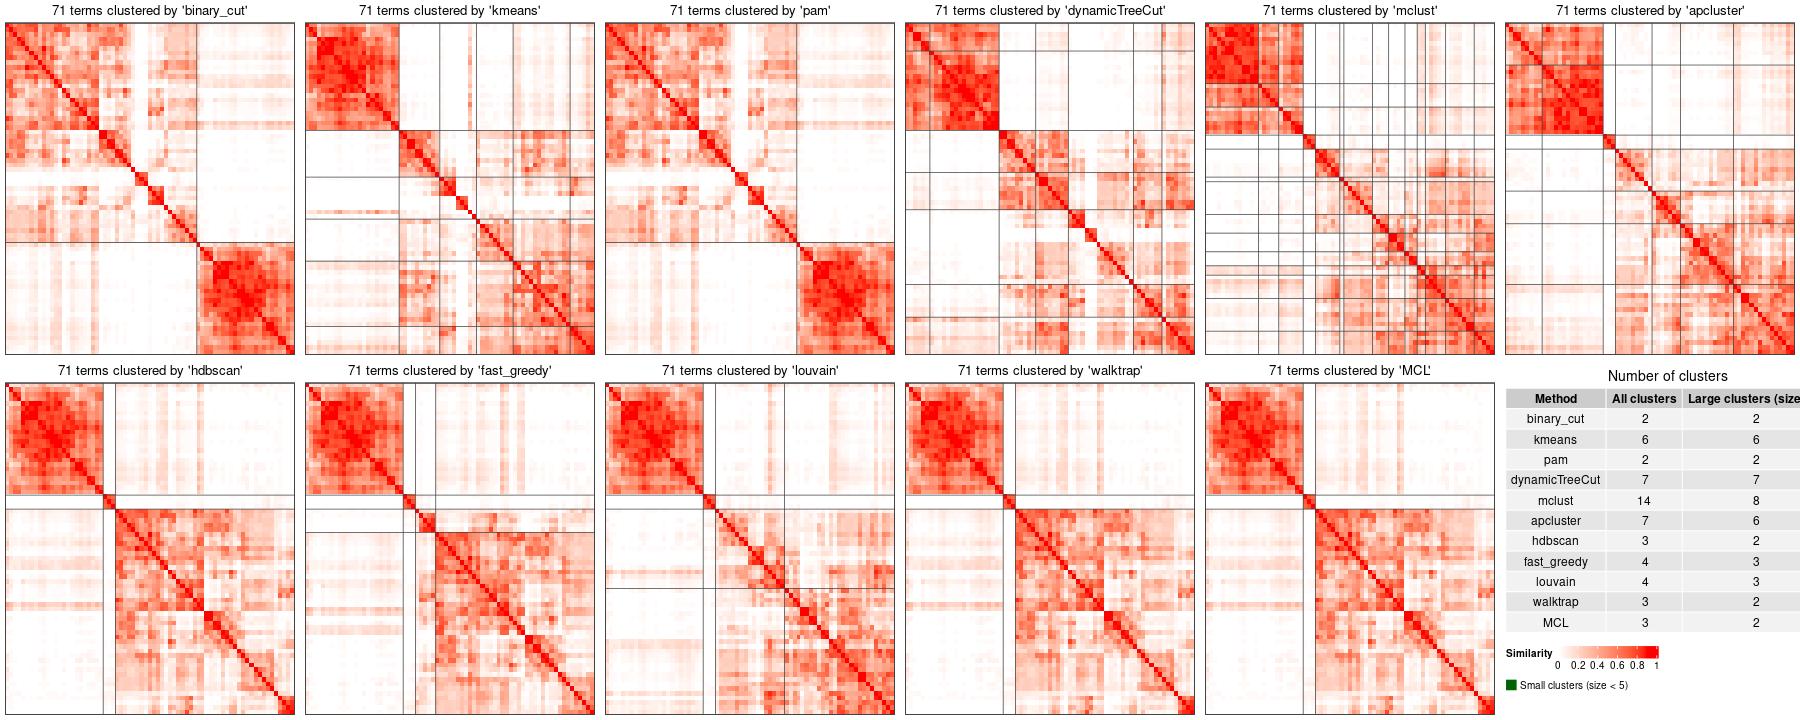 71 terms clustered by 'binary_cut'
71 terms clustered by 'kmeans'
71 terms clustered by 'pam'
71 terms clustered by 'dynamicTreeCut'
71 terms clustered by 'mclust'
71 terms clustered by 'apcluster'
71 terms clustered by 'hdbscan'
71 terms clustered by 'fast_greedy'
71 terms clustered by 'louvain'
71 terms clustered by 'walktrap'
71 terms clustered by 'MCL'
Number of clusters
Method All clusters Large clusters (size
binary_cut 2 2
kmeans 6 6
pam 2 2
dynamicTreeCut 7 7
mclust 14 8
apcluster 7 6
hdbscan 3 2
fast_greedy 4 3
louvain 4 3
walktrap 3 2
MCL 3 2
Similarity
0 0.2 0.4 0.6 0.8 1
Small clusters (size < 5)